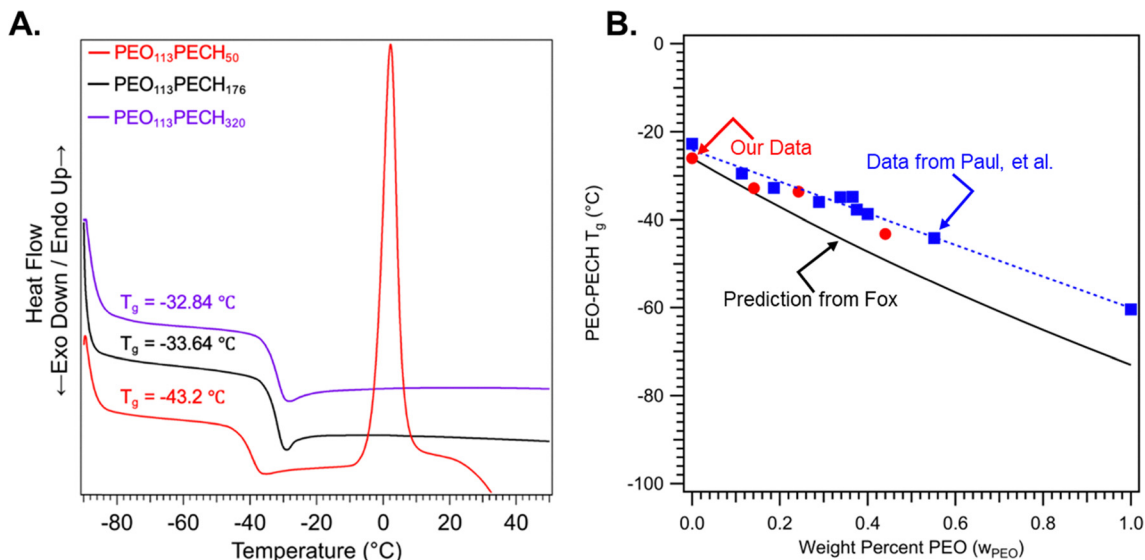 A.
PEO113PECH50
PEO113PECH176
PEO113PECH320
Heat Flow
←Exo Down / Endo Up→
Tg = -32.84 ℃
Tg = -33.64 ℃
Tg = -43.2 ℃
-80 -60 -40 -20 0 20 40
Temperature (°C)
B.
0
-20
-40
-60
-80
-100
PEO-PECH Tg (°C)
Our Data
Data from Paul, et al.
Prediction from Fox
0.0 0.2 0.4 0.6 0.8 1.0
Weight Percent PEO (wPEO)